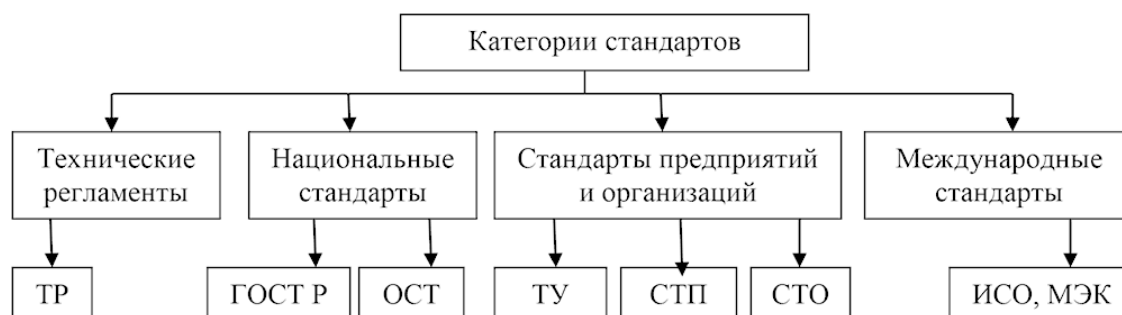 Категории стандартов
Технические
регламенты
Национальные
стандарты
Стандарты предприятий
и организаций
Международные
стандарты
ТР
ГОСТ Р
ОСТ
ТУ
СТП
СТО
ИСО, МЭК